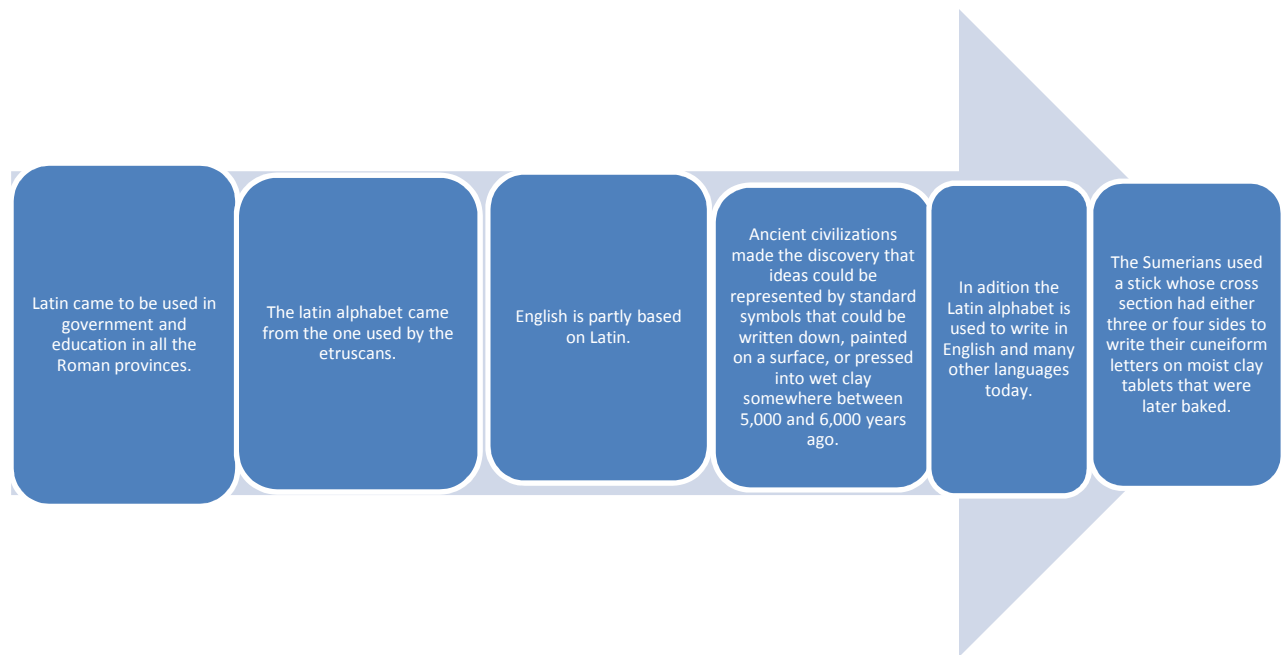 Latin came to be used in
government and
education in all the
Roman provinces.
The latin alphabet came
from the one used by the
etruscans.
English is partly based
on Latin.
Ancient civilizations
made the discovery that
ideas could be
represented by standard
symbols that could be
written down, painted
on a surface, or pressed
into wet clay
somewhere between
5,000 and 6,000 years
ago.
In adition the
Latin alphabet is
used to write in
English and many
other languages
today.
The Sumerians used
a stick whose cross
section had either
three or four sides to
write their cuneiform
letters on moist clay
tablets that were
later baked.